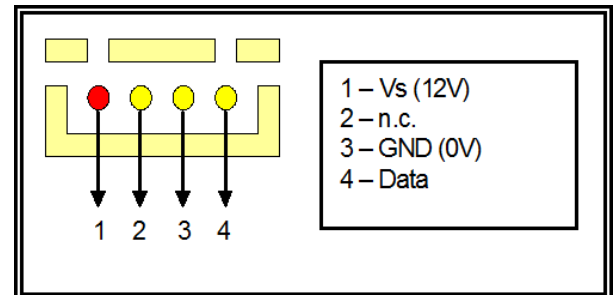 1 – Vs (12V)
2 – n.c.
3 – GND (0V)
4 – Data
1 2 3 4